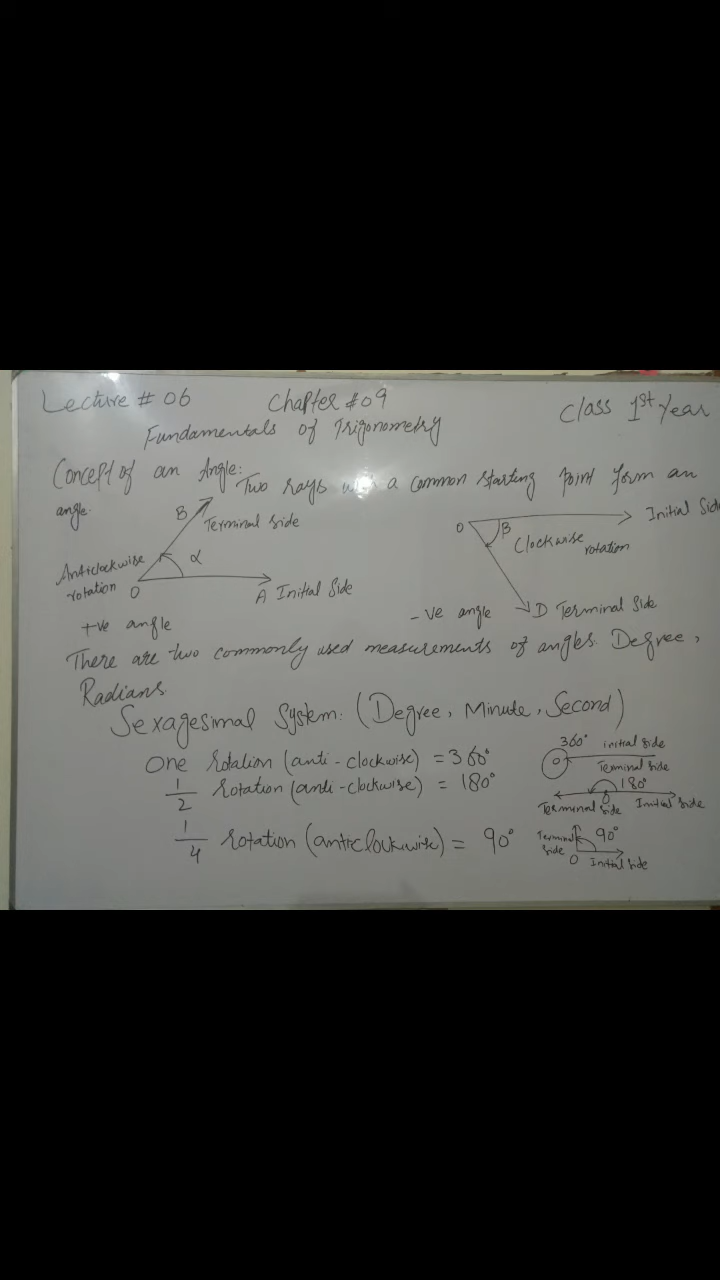 Lecture # 06 Chapter # 09 Class 1st Year
Fundamentals of Trigonometry
Concept of an Angle: Two rays with a common starting point form an
angle.
B Terminal side
Anticlockwise rotation
α
O A Initial Side
+ve angle
O β Initial Side
Clockwise rotation
-ve angle D Terminal Side
There are two commonly used measurements of angles. Degree,
Radians.
Sexagesimal System: (Degree, Minute, Second)
One rotation (anti-clockwise) = 360°
360° initial side
Terminal side
1/2 rotation (anti-clockwise) = 180°
180°
Terminal side O Initial side
1/4 rotation (anticlockwise) = 90°
Terminal side 90°
O Initial side